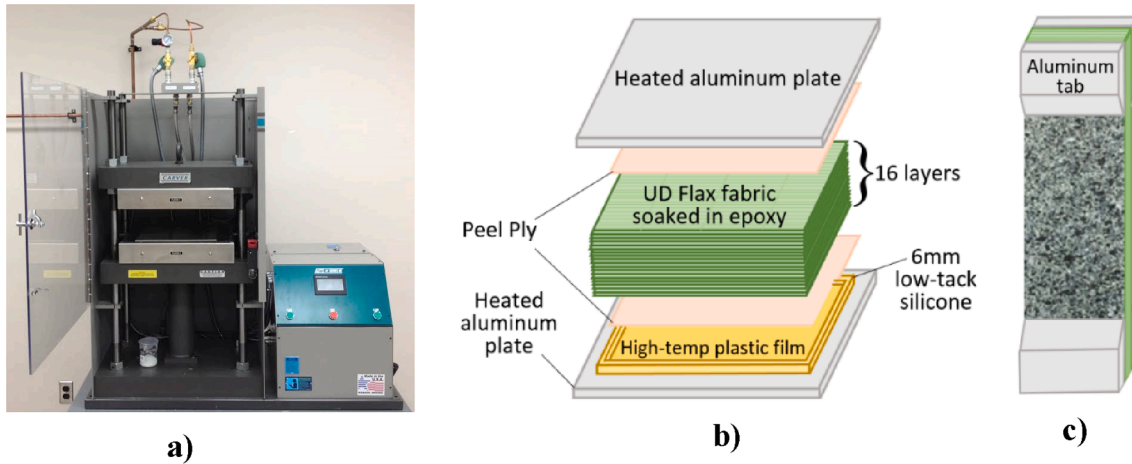 CARVER
Heated aluminum plate
16 layers
UD Flax fabric
soaked in epoxy
Peel Ply
6mm
low-tack
silicone
Heated
aluminum
plate
High-temp plastic film
Aluminum
tab
a)
b)
c)